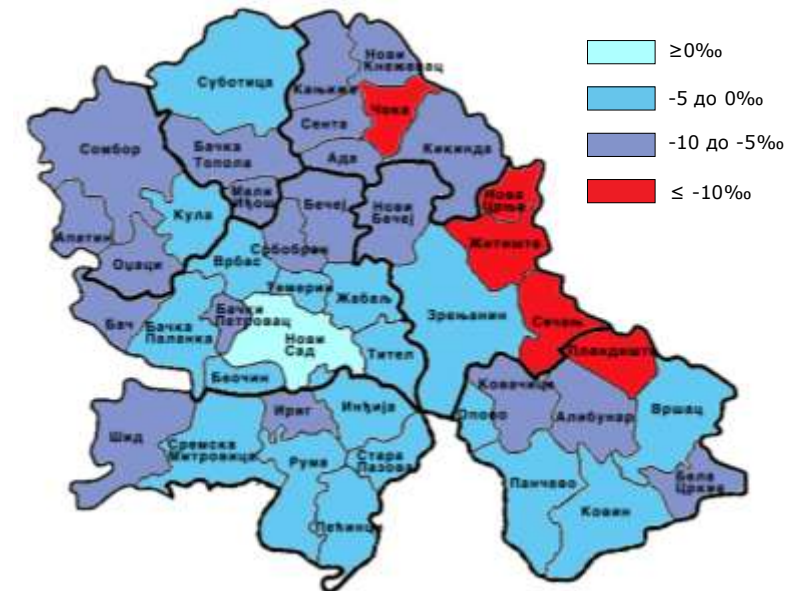 ≥0‰
-5 до 0‰
-10 до -5‰
≤ -10‰
Суботица
Кањижа
Нови
Кнежевац
Чока
Сента
Ада
Кикинда
Сомбор
Бачка
Топола
Мали
Иђош
Бечеј
Нови
Бечеј
Нова
Црња
Житиште
Апатин
Кула
Оџаци
Врбас
Србобран
Темерин
Жабаљ
Зрењанин
Сечањ
Бач
Бачка
Паланка
Бачки
Петровац
Нови
Сад
Тител
Беочин
Пландиште
Ковачица
Опово
Алибунар
Вршац
Шид
Сремска
Митровица
Ириг
Инђија
Рума
Стара
Пазова
Пећинци
Панчево
Ковин
Бела
Црква